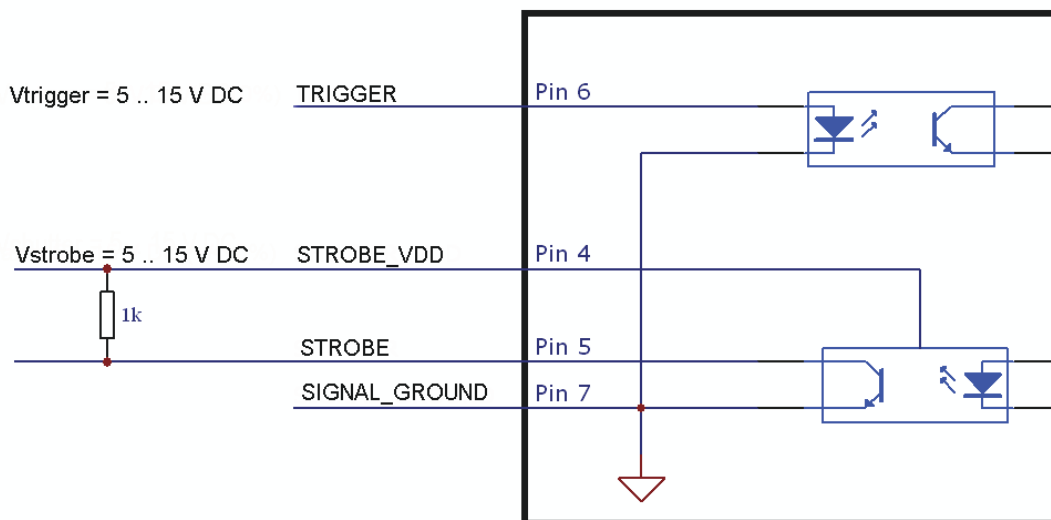 Vtrigger = 5 .. 15 V DC TRIGGER Pin 6
Vstrobe = 5 .. 15 V DC STROBE_VDD Pin 4
1k
STROBE Pin 5
SIGNAL_GROUND Pin 7